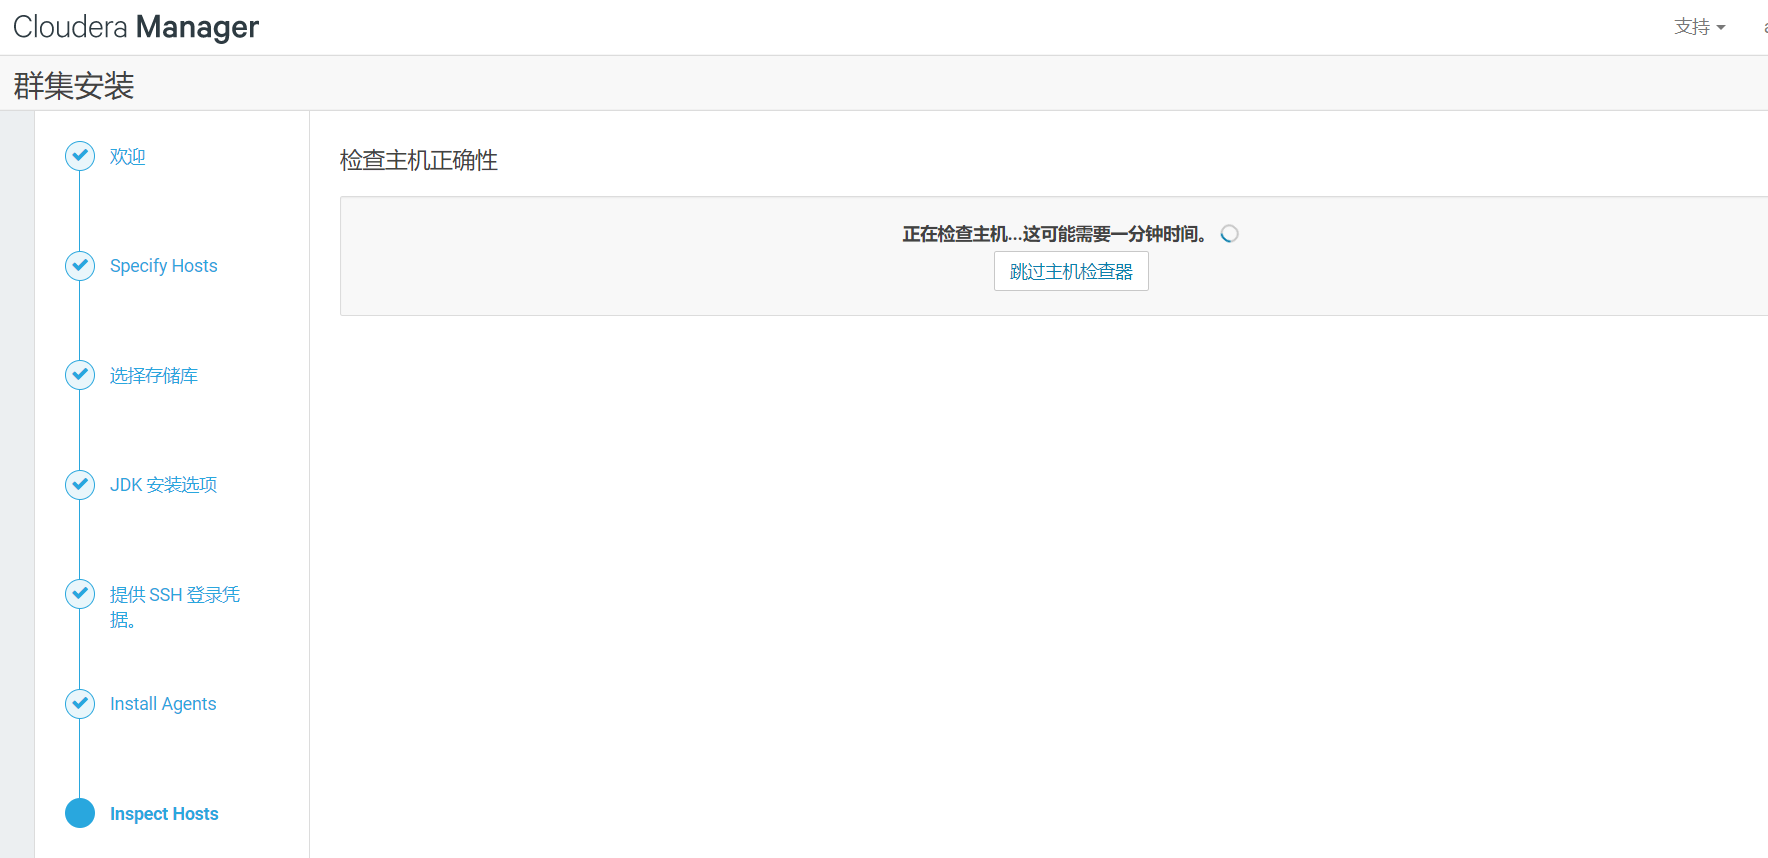 Cloudera Manager
支持
群集安装
欢迎
Specify Hosts
选择存储库
JDK 安装选项
提供 SSH 登录凭
据。
Install Agents
Inspect Hosts
检查主机正确性
正在检查主机...这可能需要一分钟时间。
跳过主机检查器